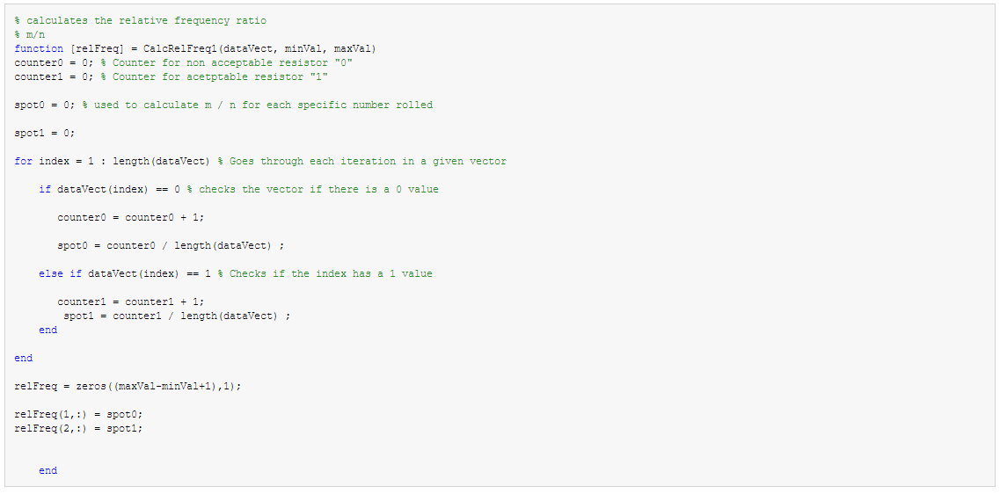 % calculates the relative frequency ratio
% m/n
function [relFreq] = CalcRelFreq1(dataVect, minVal, maxVal)
counter0 = 0; % Counter for non acceptable resistor "0"
counter1 = 0; % Counter for acetptable resistor "1"
spot0 = 0; % used to calculate m / n for each specific number rolled
spot1 = 0;
for index = 1 : length(dataVect) % Goes through each iteration in a given vector
if dataVect(index) == 0 % checks the vector if there is a 0 value
counter0 = counter0 + 1;
spot0 = counter0 / length(dataVect) ;
else if dataVect(index) == 1 % Checks if the index has a 1 value
counter1 = counter1 + 1;
spot1 = counter1 / length(dataVect) ;
end
end
relFreq = zeros((maxVal-minVal+1),1);
relFreq(1,:) = spot0;
relFreq(2,:) = spot1;
end